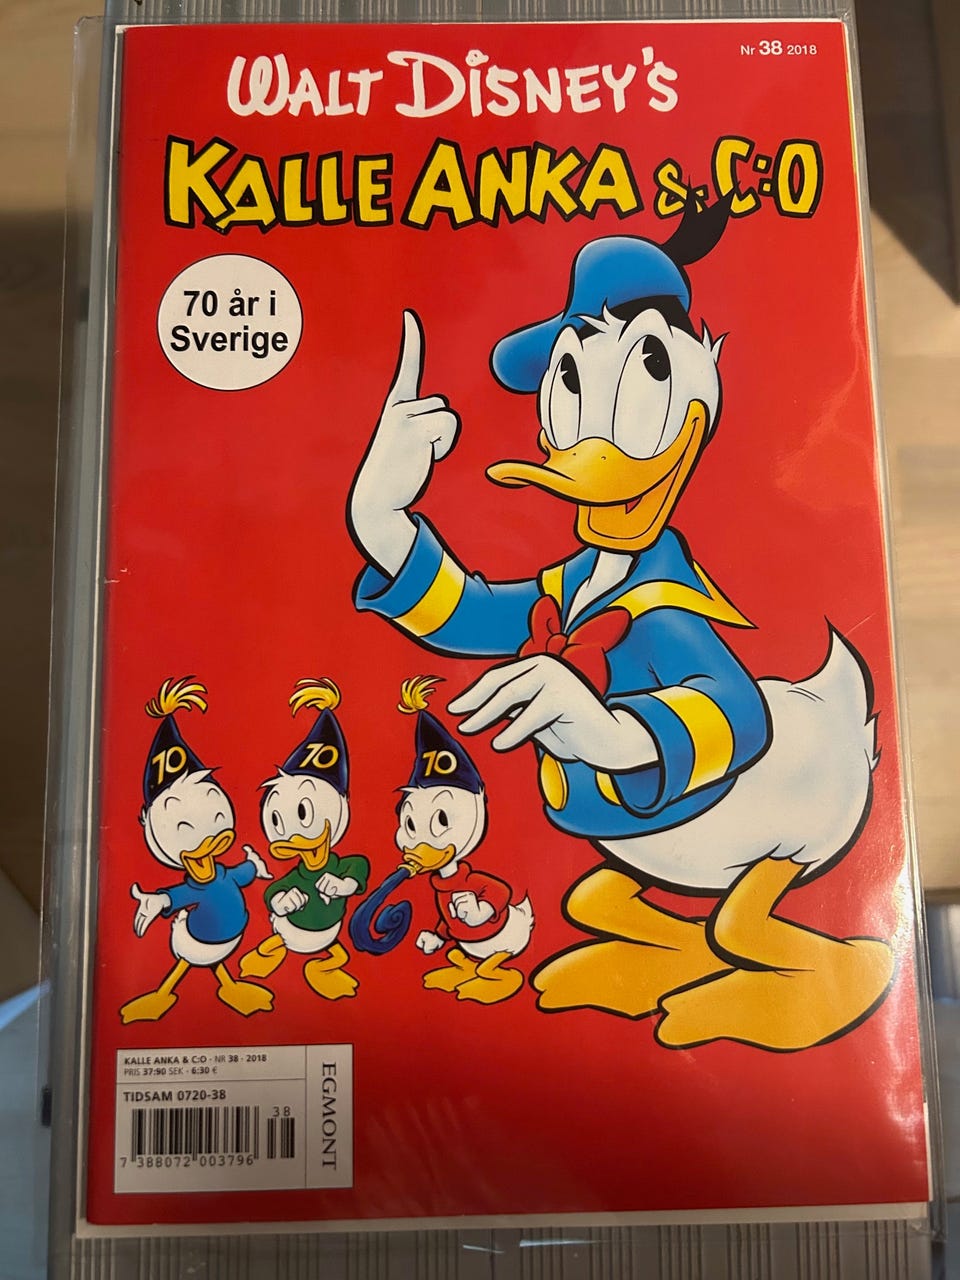 WALT DISNEY'S
Nr 38 2018
KALLE ANKA & C:O
70 år i
Sverige
70
70
70
KALLE ANKA & C:O - NR 38 - 2018
PRIS 37:90 SEK - 6:30 €
TIDSAM 0720-38
38
7 388072 003796
EGMONT